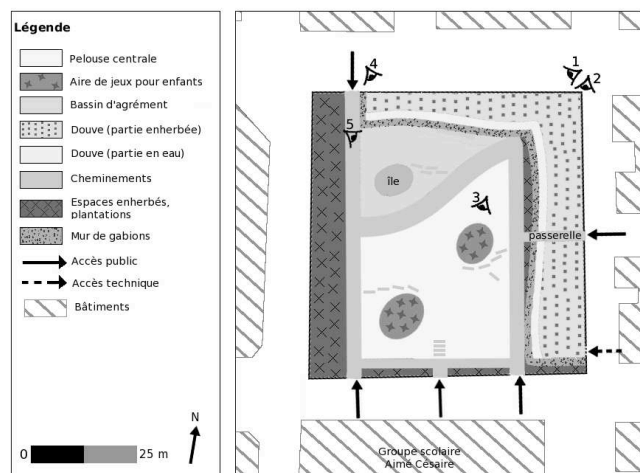 Légende
Pelouse centrale
Aire de jeux pour enfants
Bassin d'agrément
Douve (partie enherbée)
Douve (partie en eau)
Cheminements
Espaces enherbés,
plantations
Mur de gabions
Accès public
Accès technique
Bâtiments
N
0 25 m
4
1
2
5
île
3
passerelle
Groupe scolaire
Aimé Césaire